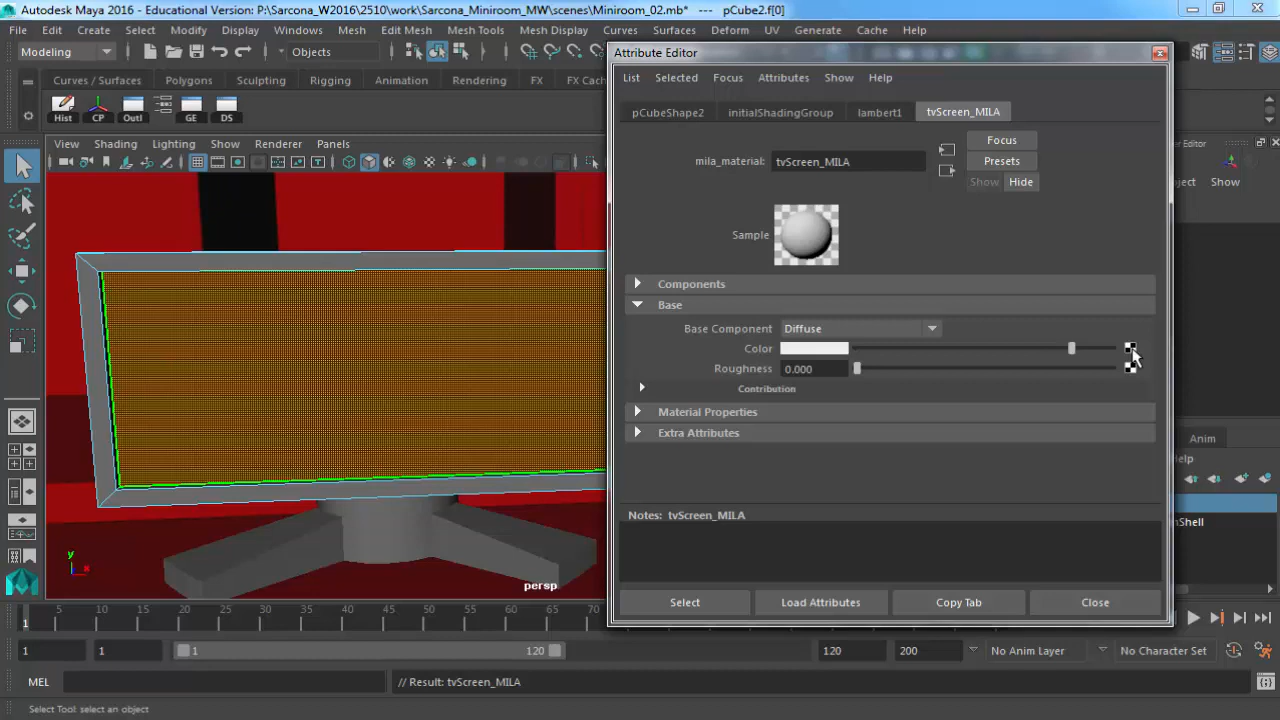 Autodesk Maya 2016 - Educational Version: P:\Sarcona_W2016\2510\work\Sarcona_Miniroom_MW\scenes\Miniroom_02.mb* --- pCube2.f[0]
File Edit Create Select Modify Display Windows Mesh Edit Mesh Mesh Tools Mesh Display Curves Surfaces Deform UV Generate Cache Help
Modeling Objects
Attribute Editor
List Selected Focus Attributes Show Help
Curves / Surfaces Polygons Sculpting Rigging Animation Rendering FX FX Cac
Hist CP Outl GE DS
pCubeShape2 initialShadingGroup lambert1 tvScreen_MILA
View Shading Lighting Show Renderer Panels
mila_material: tvScreen_MILA
Focus
Presets
Show Hide
Editor
ject Show
Sample
Components
Base
Base Component Diffuse
Color
Roughness 0.000
Contribution
Material Properties
Extra Attributes
Anim
Help
nShell
Notes: tvScreen_MILA
y
x
persp
Select Load Attributes Copy Tab Close
5 10 15 20 25 30 35 40 45 50 55 60 65 70
1
1 1 1 120 120 200 No Anim Layer No Character Set
MEL // Result: tvScreen_MILA
Select Tool: select an object